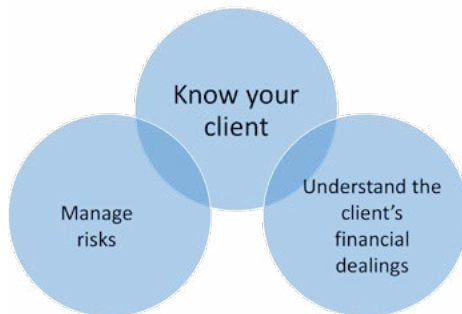 Know your
client
Manage
risks
Understand the
client’s
financial
dealings